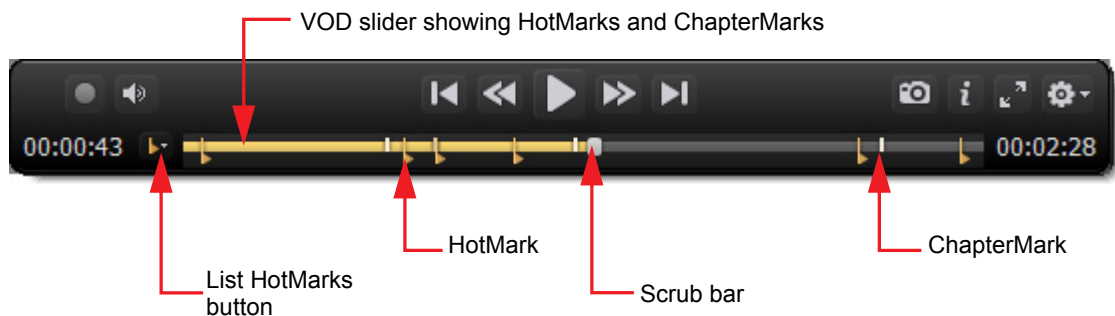 VOD slider showing HotMarks and ChapterMarks
00:00:43
00:02:28
HotMark
ChapterMark
List HotMarks
button
Scrub bar